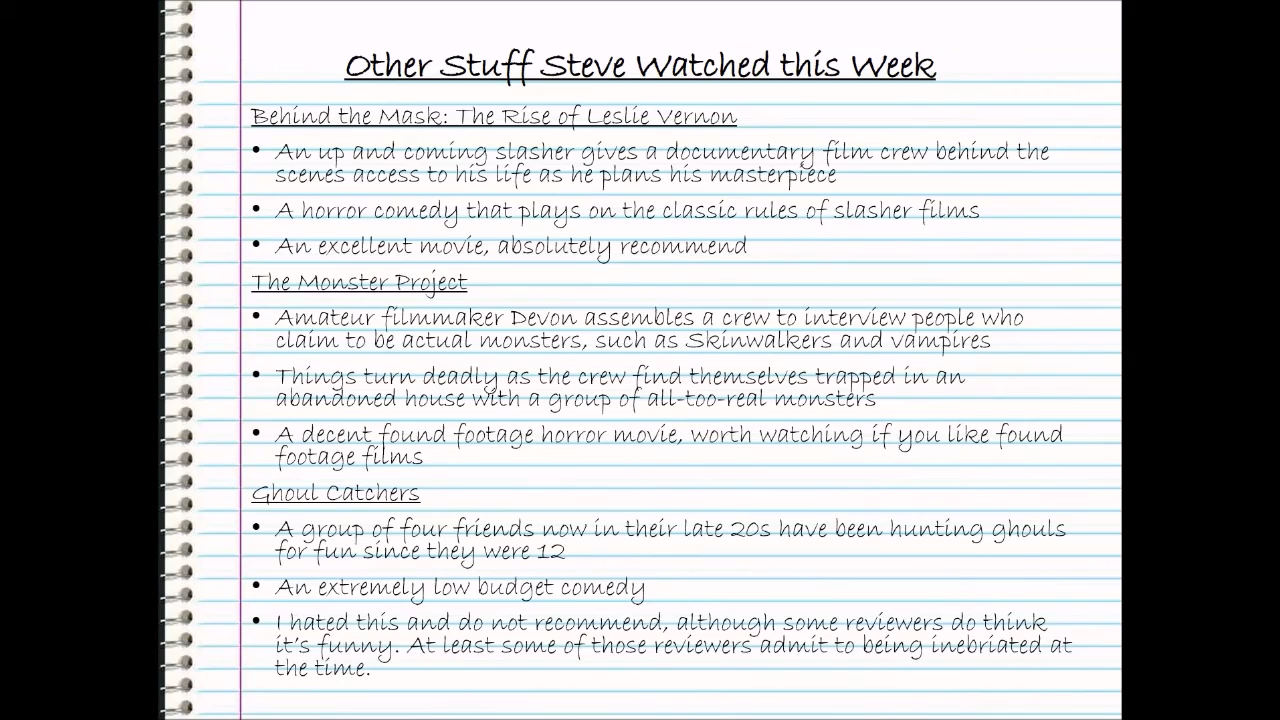 Other Stuff Steve Watched this Week
Behind the Mask: The Rise of Leslie Vernon
• An up and coming slasher gives a documentary film crew behind the
scenes access to his life as he plans his masterpiece
• A horror comedy that plays on the classic rules of slasher films
• An excellent movie, absolutely recommend
The Monster Project
• Amateur filmmaker Devon assembles a crew to interview people who
claim to be actual monsters, such as Skinwalkers and vampires
• Things turn deadly as the crew find themselves trapped in an
abandoned house with a group of all-too-real monsters
• A decent found footage horror movie, worth watching if you like found
footage films
Ghoul Catchers
• A group of four friends now in their late 20s have been hunting ghouls
for fun since they were 12
• An extremely low budget comedy
• I hated this and do not recommend, although some reviewers do think
it's funny. At least some of those reviewers admit to being inebriated at
the time.